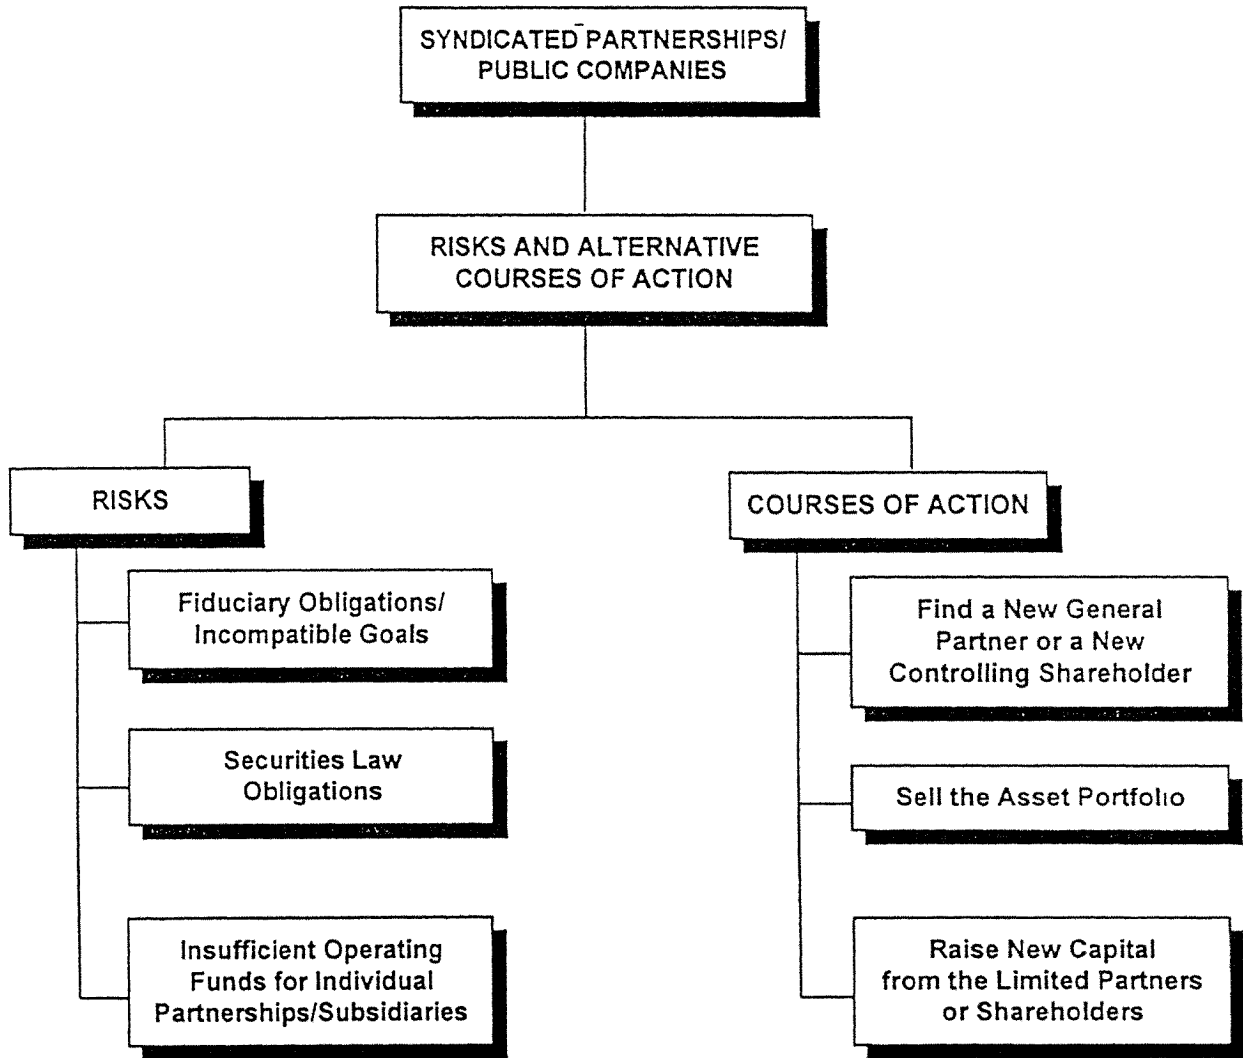 SYNDICATED PARTNERSHIPS/
PUBLIC COMPANIES
RISKS AND ALTERNATIVE
COURSES OF ACTION
RISKS
Fiduciary Obligations/
Incompatible Goals
Securities Law
Obligations
Insufficient Operating
Funds for Individual
Partnerships/Subsidiaries
COURSES OF ACTION
Find a New General
Partner or a New
Controlling Shareholder
Sell the Asset Portfolio
Raise New Capital
from the Limited Partners
or Shareholders